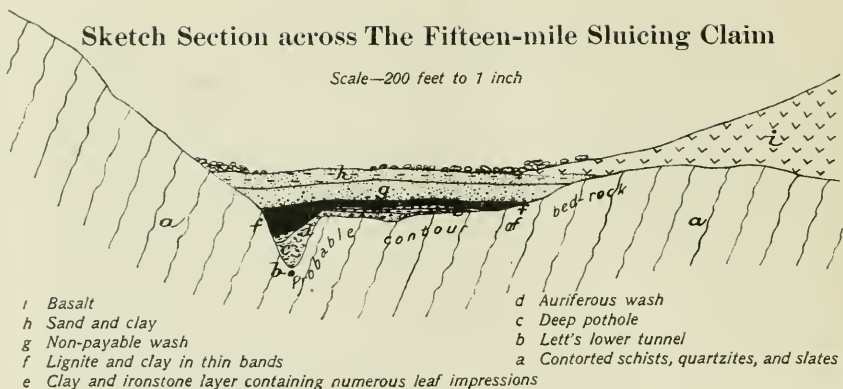 Sketch Section across The Fifteen-mile Sluicing Claim
Scale—200 feet to 1 inch
i
h
g
a
f
d
e
f
bed-rock
a
c
b
Probable contour of
ı Basalt
h Sand and clay
g Non-payable wash
f Lignite and clay in thin bands
e Clay and ironstone layer containing numerous leaf impressions
d Auriferous wash
c Deep pothole
b Lett's lower tunnel
a Contorted schists, quartzites, and slates